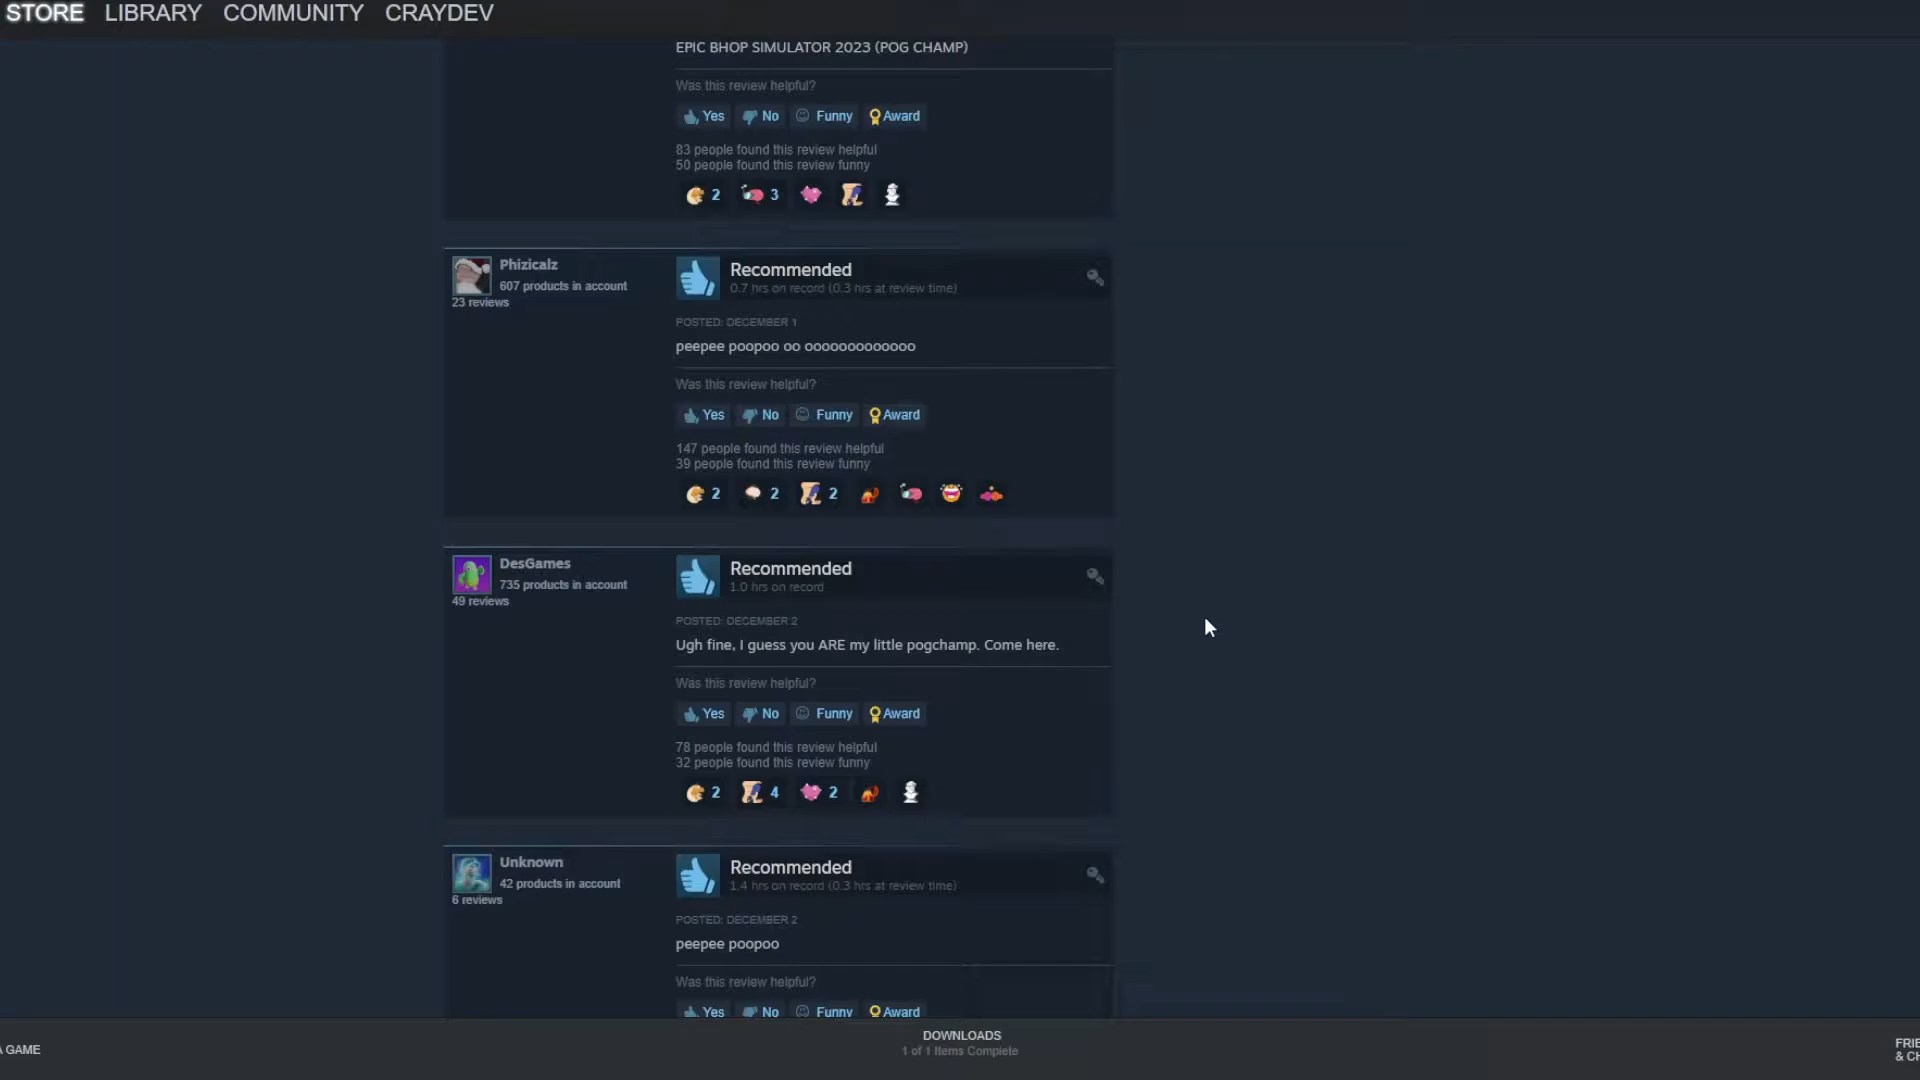 STORE LIBRARY COMMUNITY CRAYDEV
EPIC BHOP SIMULATOR 2023 (POG CHAMP)
Was this review helpful?
Yes No Funny Award
83 people found this review helpful
50 people found this review funny
2 3
Phizicalz
607 products in account
23 reviews
Recommended
0.7 hrs on record (0.3 hrs at review time)
POSTED: DECEMBER 1
peepee poopoo oo ooooooooooooo
Was this review helpful?
Yes No Funny Award
147 people found this review helpful
39 people found this review funny
2 2 2
DesGames
735 products in account
49 reviews
Recommended
1.0 hrs on record
POSTED: DECEMBER 2
Ugh fine, I guess you ARE my little pogchamp. Come here.
Was this review helpful?
Yes No Funny Award
78 people found this review helpful
32 people found this review funny
2 4 2
Unknown
42 products in account
6 reviews
Recommended
1.4 hrs on record (0.3 hrs at review time)
POSTED: DECEMBER 2
peepee poopoo
Was this review helpful?
Yes No Funny Award
A GAME
DOWNLOADS
1 of 1 Items Complete
FRIE
& CH